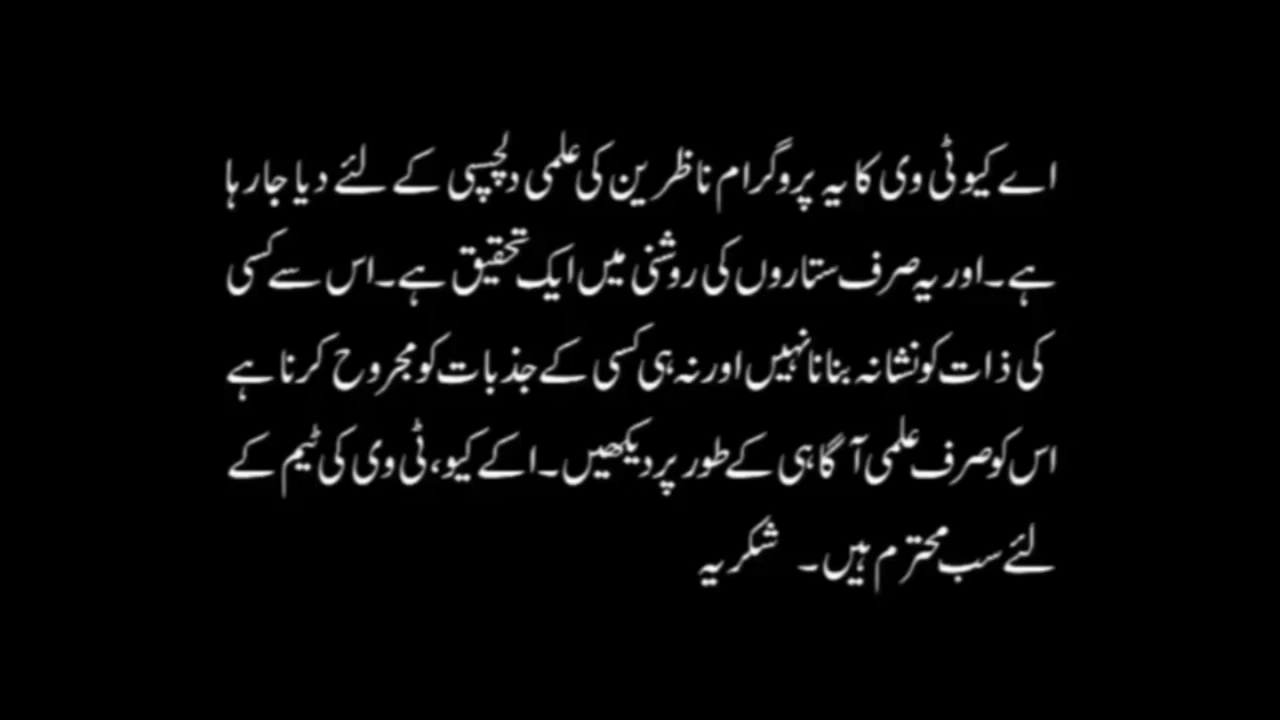 اے کیو ٹی وی کا یہ پروگرام ناظرین کی علمی دلچسپی کے لئے دیا جا رہا
ہے۔ اور یہ صرف ستاروں کی روشنی میں ایک تحقیق ہے۔ اس سے کسی
کی ذات کو نشانہ بنانا نہیں اور نہ ہی کسی کے جذبات کو مجروح کرنا ہے
اس کو صرف علمی آگاہی کے طور پر دیکھیں۔ اکے کیو، ٹی وی کی ٹیم کے
لئے سب محترم ہیں۔ شکریہ